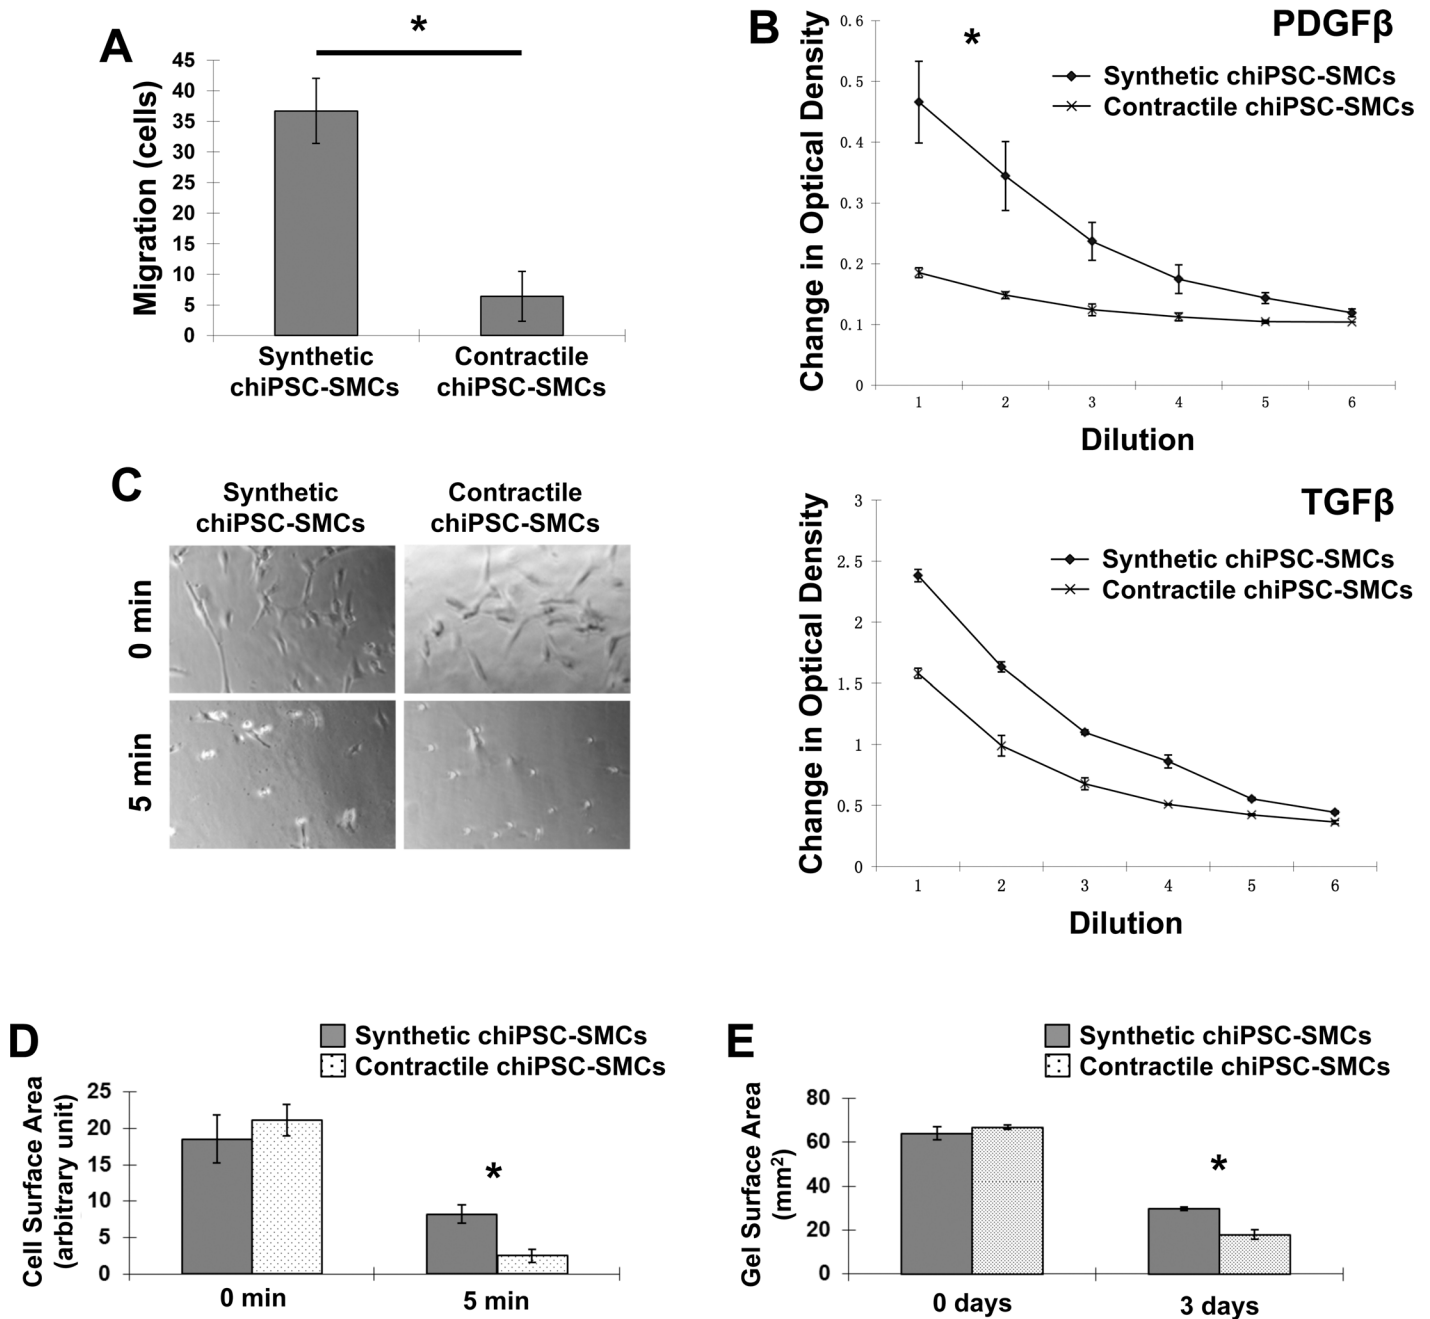 A
*
Migration (cells)
45
40
35
30
25
20
15
10
5
0
Synthetic
chiPSC-SMCs
Contractile
chiPSC-SMCs
B
PDGFβ
*
Synthetic chiPSC-SMCs
Contractile chiPSC-SMCs
Change in Optical Density
0.6
0.5
0.4
0.3
0.2
0.1
0
1 2 3 4 5 6
Dilution
TGFβ
Synthetic chiPSC-SMCs
Contractile chiPSC-SMCs
Change in Optical Density
3
2.5
2
1.5
1
0.5
0
1 2 3 4 5 6
Dilution
C
Synthetic
chiPSC-SMCs
Contractile
chiPSC-SMCs
0 min
5 min
D
Synthetic chiPSC-SMCs
Contractile chiPSC-SMCs
Cell Surface Area
(arbitrary unit)
25
20
15
10
5
0
*
0 min
5 min
E
Synthetic chiPSC-SMCs
Contractile chiPSC-SMCs
Gel Surface Area
(mm²)
80
60
40
20
0
*
0 days
3 days